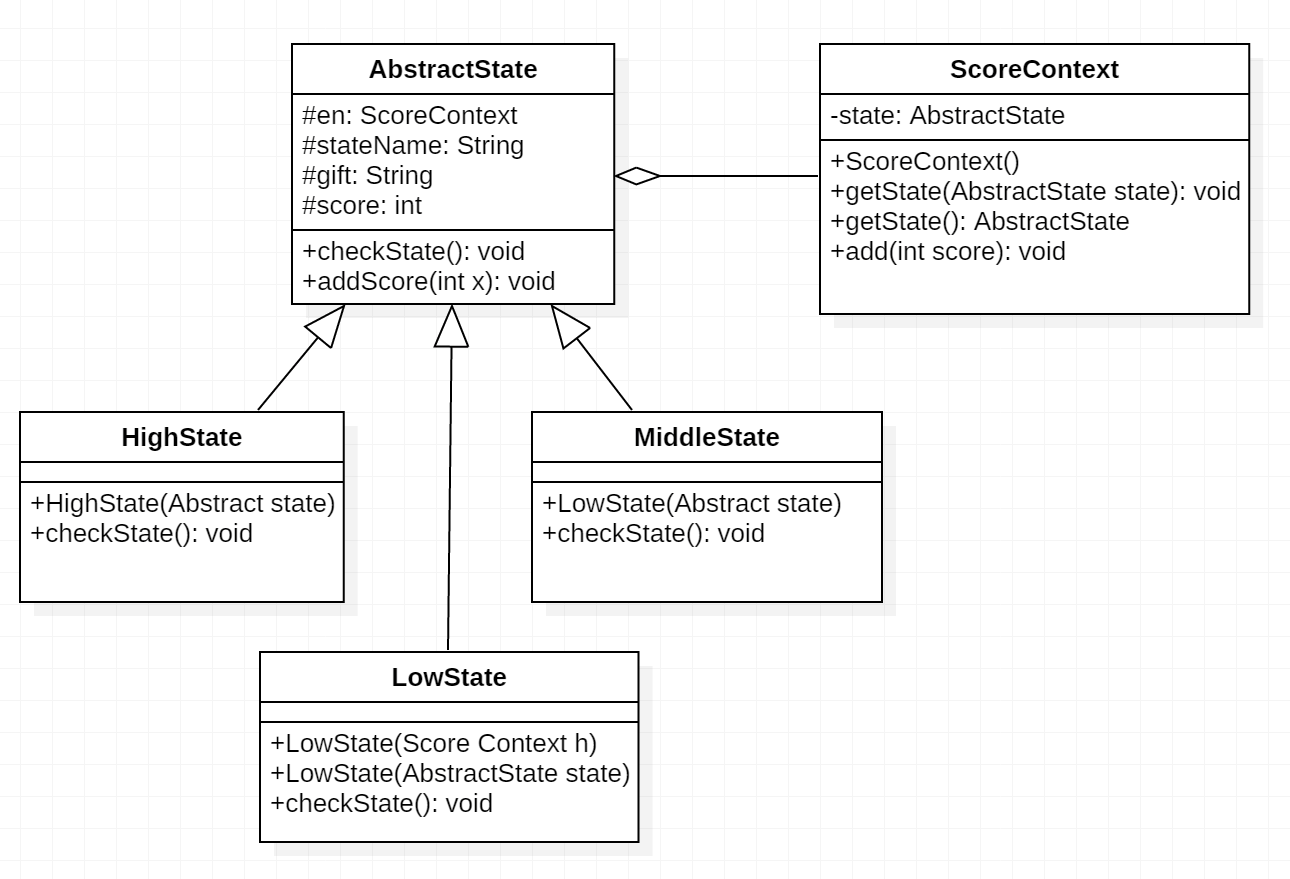 AbstractState
#en: ScoreContext
#stateName: String
#gift: String
#score: int
+checkState(): void
+addScore(int x): void
ScoreContext
-state: AbstractState
+ScoreContext()
+getState(AbstractState state): void
+getState(): AbstractState
+add(int score): void
HighState
+HighState(Abstract state)
+checkState(): void
MiddleState
+LowState(Abstract state)
+checkState(): void
LowState
+LowState(Score Context h)
+LowState(AbstractState state)
+checkState(): void